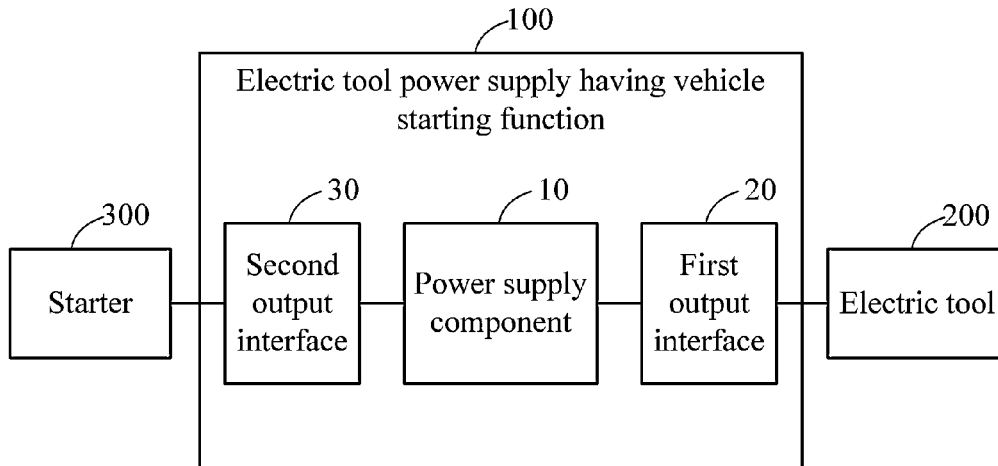 100
Electric tool power supply having vehicle
starting function
300
30
10
20
200
Starter
Second
output
interface
Power supply
component
First
output
interface
Electric tool